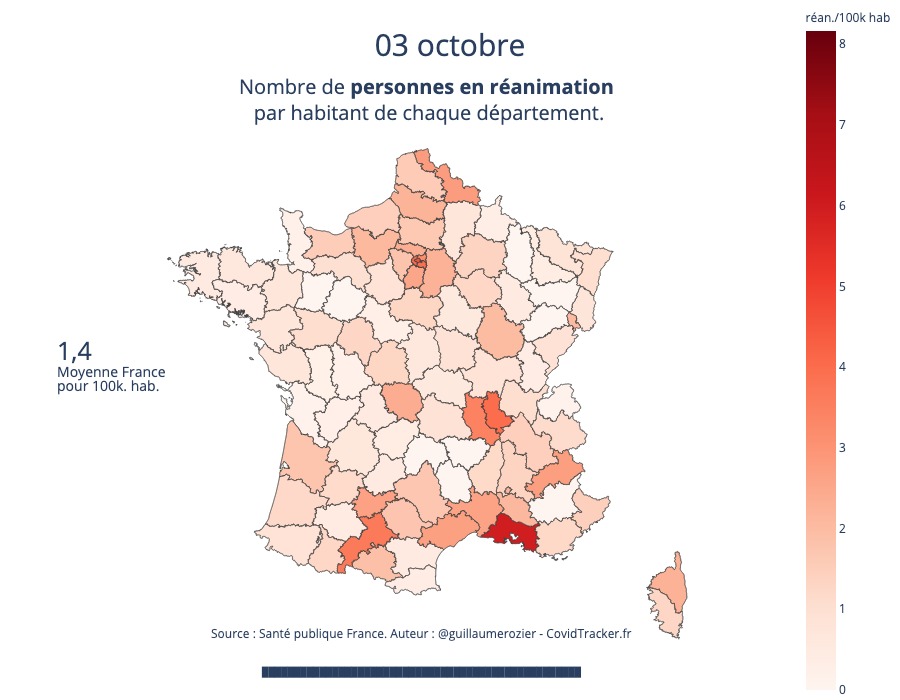 réan./100k hab
03 octobre
Nombre de personnes en réanimation
par habitant de chaque département.
8
7
6
5
4
3
2
1
0
1,4
Moyenne France
pour 100k. hab.
Source : Santé publique France. Auteur : @guillaumerozier - CovidTracker.fr